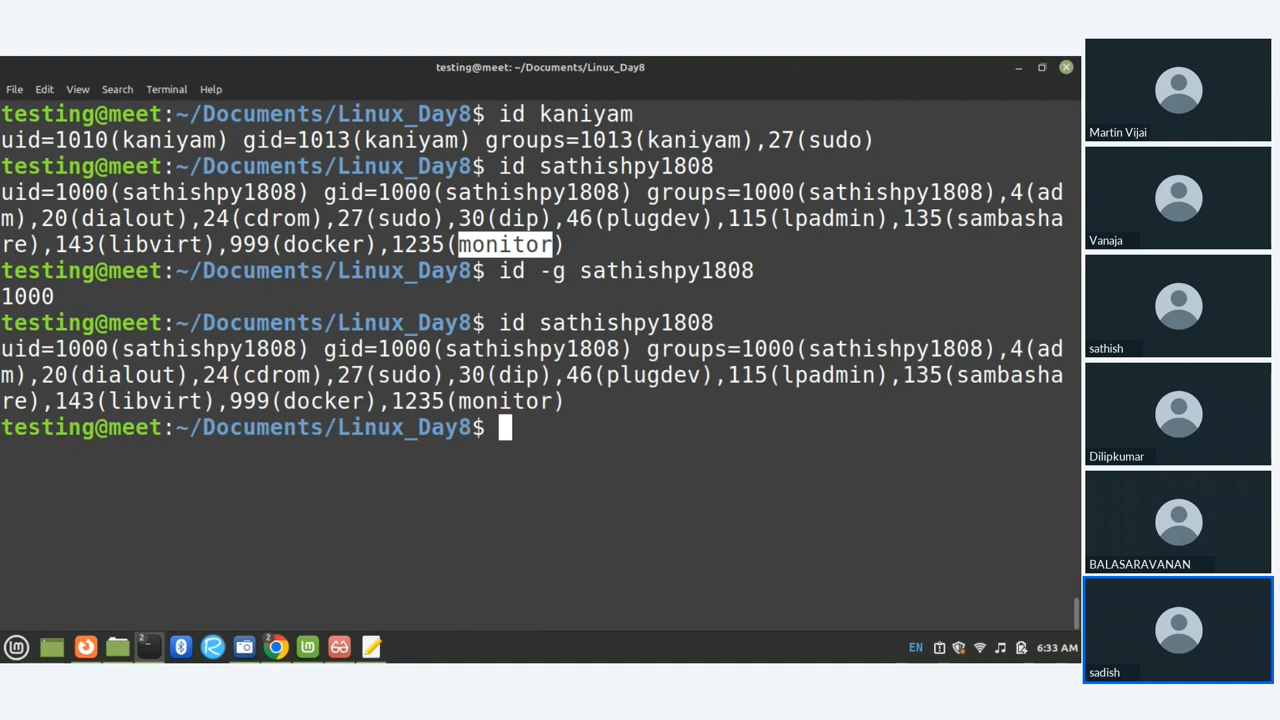 testing@meet: ~/Documents/Linux_Day8
File Edit View Search Terminal Help
testing@meet:~/Documents/Linux_Day8$ id kaniyam
uid=1010(kaniyam) gid=1013(kaniyam) groups=1013(kaniyam),27(sudo)
testing@meet:~/Documents/Linux_Day8$ id sathishpy1808
uid=1000(sathishpy1808) gid=1000(sathishpy1808) groups=1000(sathishpy1808),4(ad
m),20(dialout),24(cdrom),27(sudo),30(dip),46(plugdev),115(lpadmin),135(sambasha
re),143(libvirt),999(docker),1235(monitor)
testing@meet:~/Documents/Linux_Day8$ id -g sathishpy1808
1000
testing@meet:~/Documents/Linux_Day8$ id sathishpy1808
uid=1000(sathishpy1808) gid=1000(sathishpy1808) groups=1000(sathishpy1808),4(ad
m),20(dialout),24(cdrom),27(sudo),30(dip),46(plugdev),115(lpadmin),135(sambasha
re),143(libvirt),999(docker),1235(monitor)
testing@meet:~/Documents/Linux_Day8$
2
2
EN
6:33 AM
Martin Vijai
Vanaja
sathish
Dilipkumar
BALASARAVANAN
sadish